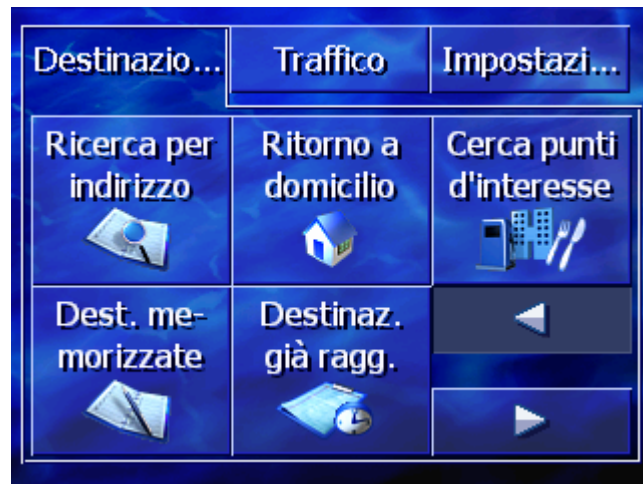 Destinazio...
Traffico
Impostazi...
Ricerca per
indirizzo
Ritorno a
domicilio
Cerca punti
d'interesse
Dest. me-
morizzate
Destinaz.
già ragg.